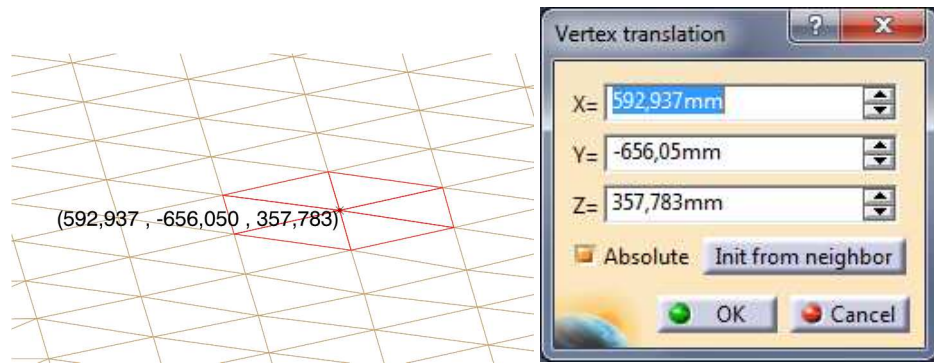 (592,937 , -656,050 , 357,783)
Vertex translation
?
X= 592,937mm
Y= -656,05mm
Z= 357,783mm
Absolute Init from neighbor
OK Cancel